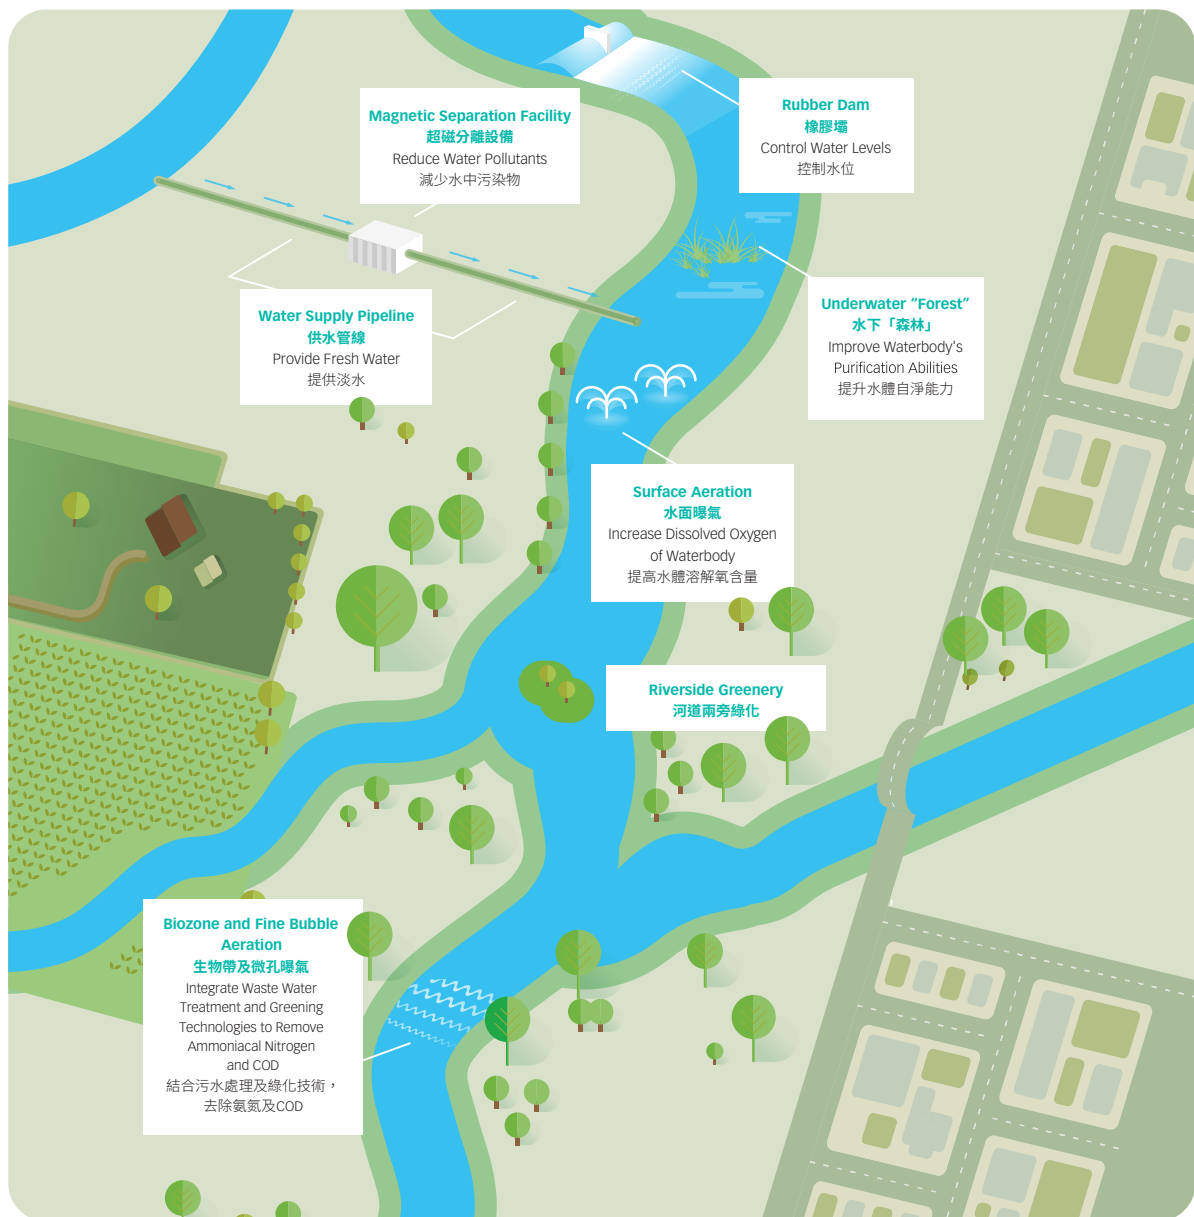 Magnetic Separation Facility
超磁分離設備
Reduce Water Pollutants
減少水中污染物
Rubber Dam
橡膠壩
Control Water Levels
控制水位
Water Supply Pipeline
供水管線
Provide Fresh Water
提供淡水
Underwater “Forest”
水下「森林」
Improve Waterbody's
Purification Abilities
提升水體自淨能力
Surface Aeration
水面曝氣
Increase Dissolved Oxygen
of Waterbody
提高水體溶解氧含量
Riverside Greenery
河道兩旁綠化
Biozone and Fine Bubble
Aeration
生物帶及微孔曝氣
Integrate Waste Water
Treatment and Greening
Technologies to Remove
Ammoniacal Nitrogen
and COD
結合污水處理及綠化技術，
去除氨氮及COD